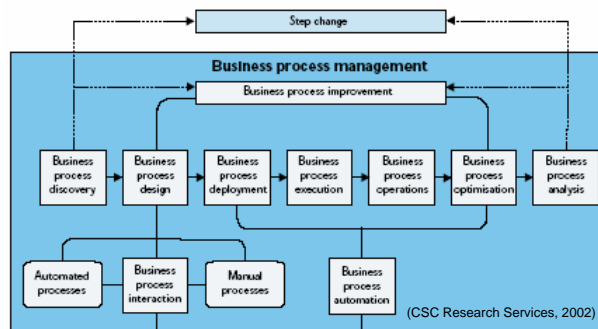 Step change
Business process management
Business process improvement
Business
process
discovery
Business
process
design
Business
process
deployment
Business
process
execution
Business
process
operations
Business
process
optimisation
Business
process
analysis
Automated
processes
Business
process
interaction
Manual
processes
Business
process
automation
(CSC Research Services, 2002)